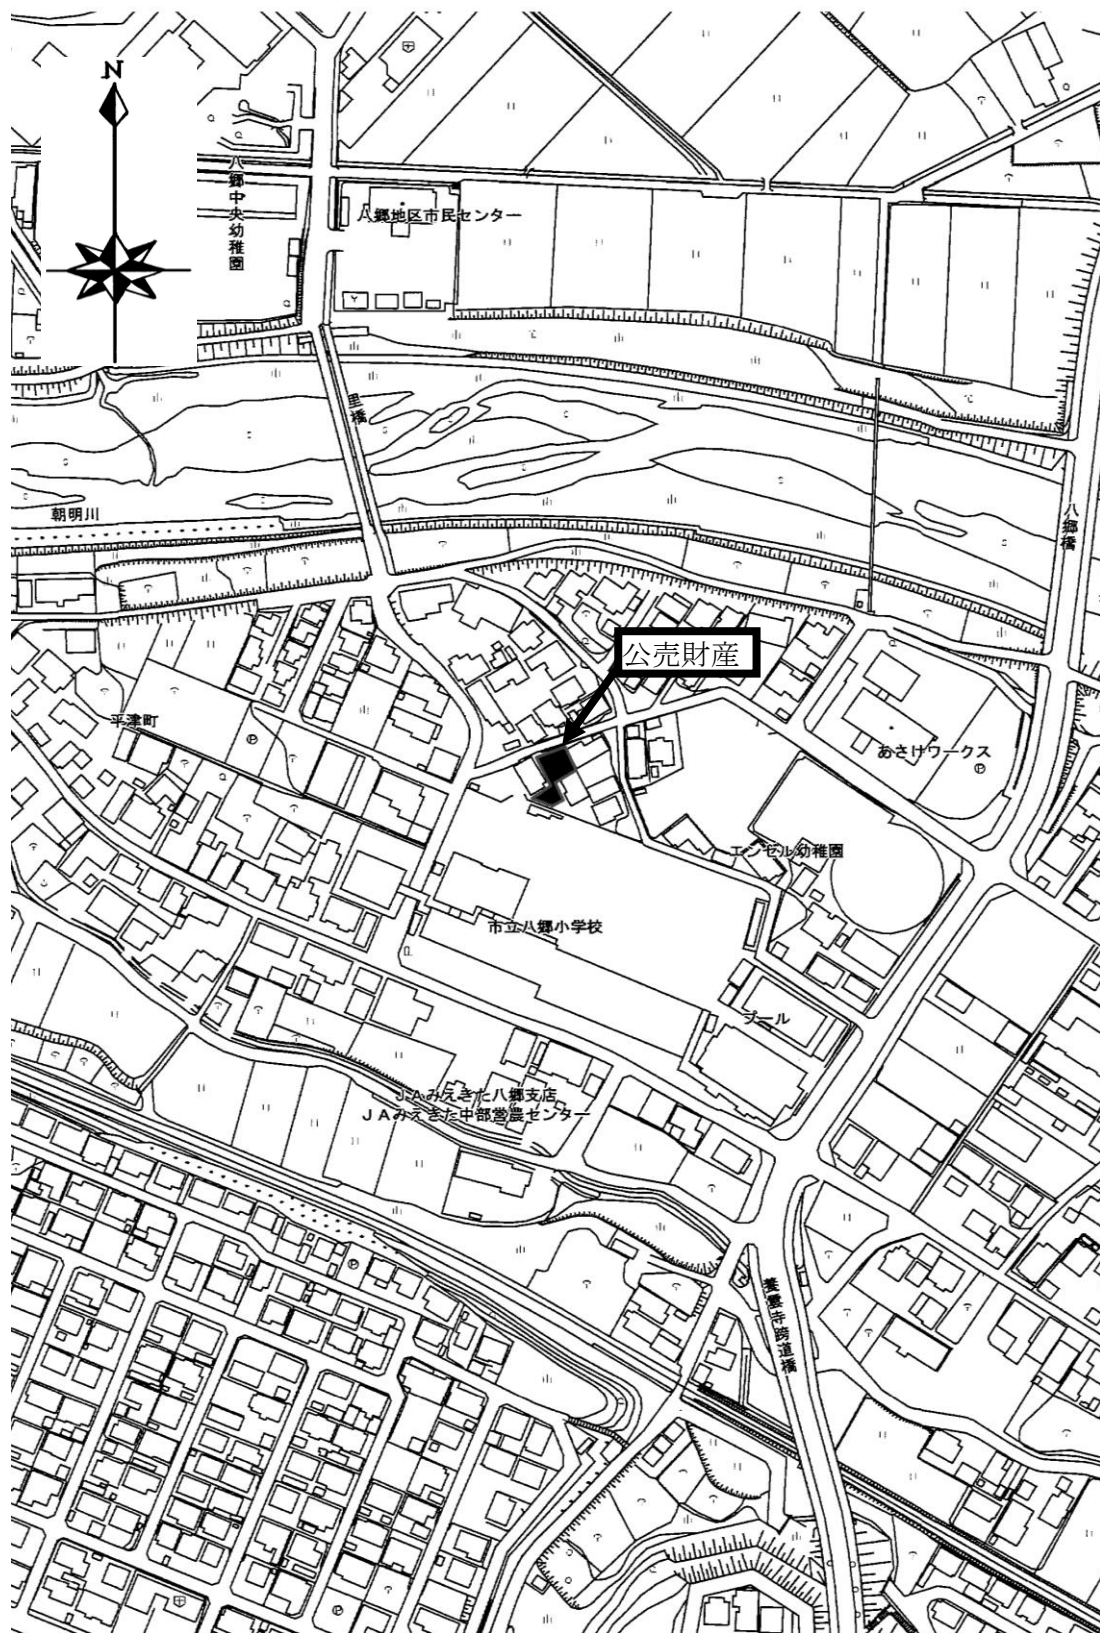 N
八郷中央幼稚園
八郷地区市民センター
里橋
朝明川
八郷橋
公売財産
平津町
あさけワークス
エンゼル幼稚園
市立八郷小学校
プール
JAみえきた八郷支店
JAみえきた中部営農センター
養雲寺跨道橋